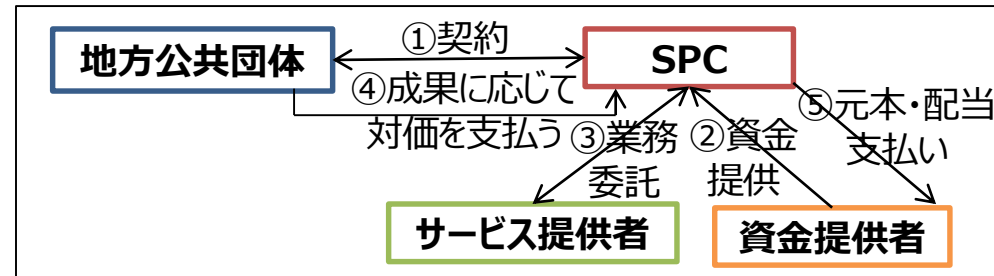 ①契約
地方公共団体
SPC
④成果に応じて
対価を支払う
③業務
委託
②資金
提供
⑤元本・配当
支払い
サービス提供者
資金提供者